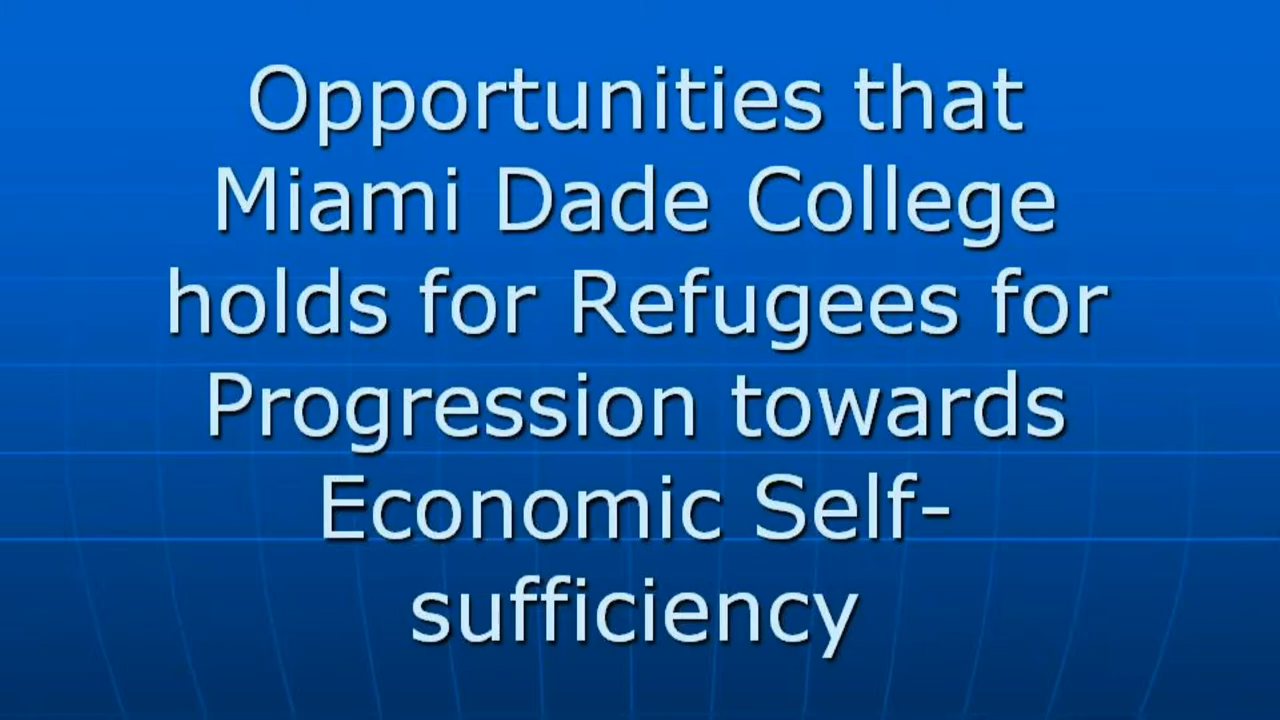 Opportunities that
Miami Dade College
holds for Refugees for
Progression towards
Economic Self-
sufficiency